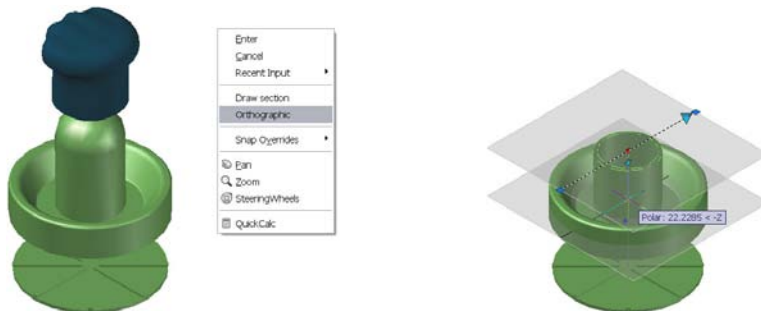 Enter
Cancel
Recent Input
Draw section
Orthographic
Snap Overrides
Pan
Zoom
SteeringWheels
QuickCalc
Polar: 22.2285 < -Z